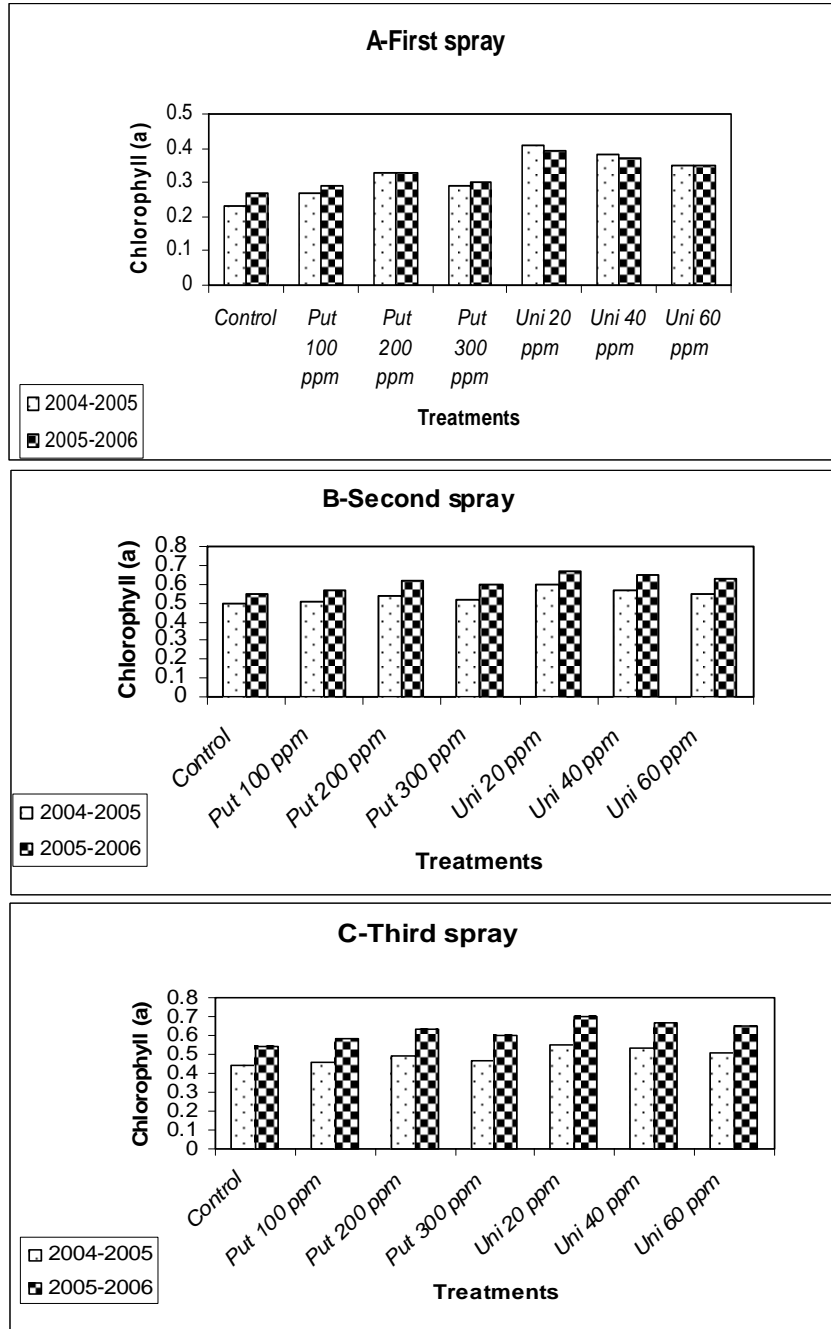 A-First spray
Chlorophyll (a)
0.5
0.4
0.3
0.2
0.1
0
Control
Put 100 ppm
Put 200 ppm
Put 300 ppm
Uni 20 ppm
Uni 40 ppm
Uni 60 ppm
Treatments
2004-2005
2005-2006
B-Second spray
Chlorophyll (a)
0.8
0.7
0.6
0.5
0.4
0.3
0.2
0.1
0
Control
Put 100 ppm
Put 200 ppm
Put 300 ppm
Uni 20 ppm
Uni 40 ppm
Uni 60 ppm
Treatments
2004-2005
2005-2006
C-Third spray
Chlorophyll (a)
0.8
0.7
0.6
0.5
0.4
0.3
0.2
0.1
0
Control
Put 100 ppm
Put 200 ppm
Put 300 ppm
Uni 20 ppm
Uni 40 ppm
Uni 60 ppm
Treatments
2004-2005
2005-2006